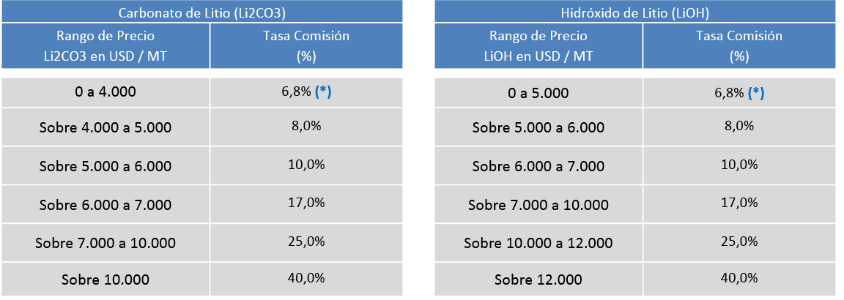 Carbonato de Litio (Li2CO3)
Rango de Precio Tasa Comisión
Li2CO3 en USD / MT (%)
0 a 4.000 6,8% (*)
Sobre 4.000 a 5.000 8,0%
Sobre 5.000 a 6.000 10,0%
Sobre 6.000 a 7.000 17,0%
Sobre 7.000 a 10.000 25,0%
Sobre 10.000 40,0%
Hidróxido de Litio (LiOH)
Rango de Precio Tasa Comisión
LiOH en USD / MT (%)
0 a 5.000 6,8% (*)
Sobre 5.000 a 6.000 8,0%
Sobre 6.000 a 7.000 10,0%
Sobre 7.000 a 10.000 17,0%
Sobre 10.000 a 12.000 25,0%
Sobre 12.000 40,0%